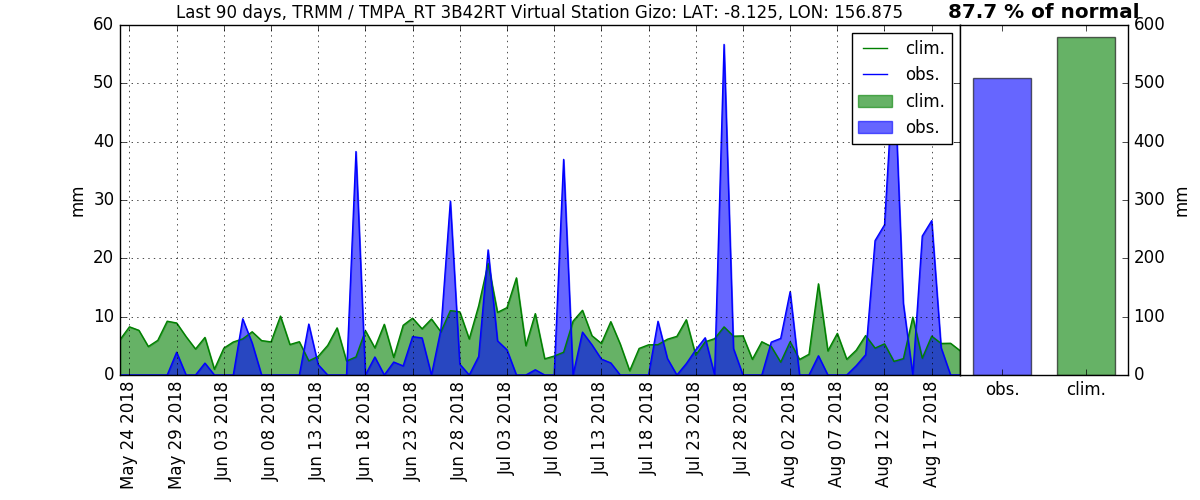 Last 90 days, TRMM / TMPA_RT 3B42RT Virtual Station Gizo: LAT: -8.125, LON: 156.875
87.7 % of normal
60
50
40
30
20
10
0
mm
clim.
obs.
clim.
obs.
600
500
400
300
200
100
0
mm
May 24 2018
May 29 2018
Jun 03 2018
Jun 08 2018
Jun 13 2018
Jun 18 2018
Jun 23 2018
Jun 28 2018
Jul 03 2018
Jul 08 2018
Jul 13 2018
Jul 18 2018
Jul 23 2018
Jul 28 2018
Aug 02 2018
Aug 07 2018
Aug 12 2018
Aug 17 2018
obs.
clim.